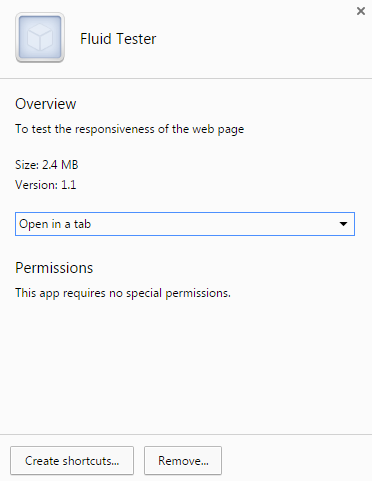 Fluid Tester
Overview
To test the responsiveness of the web page
Size: 2.4 MB
Version: 1.1
Open in a tab
Permissions
This app requires no special permissions.
Create shortcuts...
Remove...